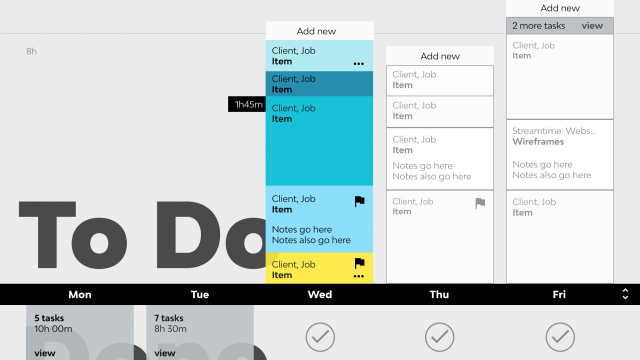 Add new
2 more tasks view
8h
To Do
1h45m
Add new
Client, Job
Item
Client, Job
Item
Client, Job
Item
Client, Job
Item
Notes go here
Notes also go here
Client, Job
Item
Add new
Client, Job
Item
Client, Job
Item
Client, Job
Item
Notes go here
Notes also go here
Client, Job
Item
Client, Job
Item
Streamtime: Webs...
Wireframes
Notes go here
Notes also go here
Client, Job
Item
Mon Tue Wed Thu Fri
5 tasks
10h 00m
view
7 tasks
8h 30m
view
Done